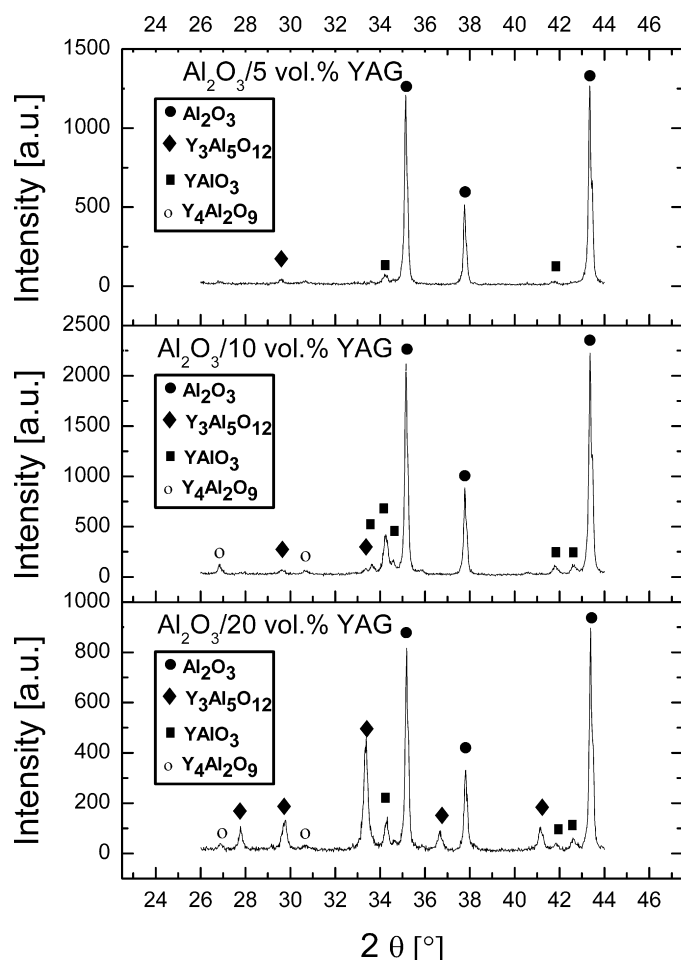 24 26 28 30 32 34 36 38 40 42 44 46
1500
1000
500
0
Intensity [a.u.]
Al₂O₃/5 vol.% YAG
Al₂O₃
Y₃Al₅O₁₂
YAlO₃
Y₄Al₂O₉
2500
2000
1500
1000
500
0
Intensity [a.u.]
Al₂O₃/10 vol.% YAG
Al₂O₃
Y₃Al₅O₁₂
YAlO₃
Y₄Al₂O₉
1000
800
600
400
200
0
Intensity [a.u.]
Al₂O₃/20 vol.% YAG
Al₂O₃
Y₃Al₅O₁₂
YAlO₃
Y₄Al₂O₉
24 26 28 30 32 34 36 38 40 42 44 46
2 θ [°]